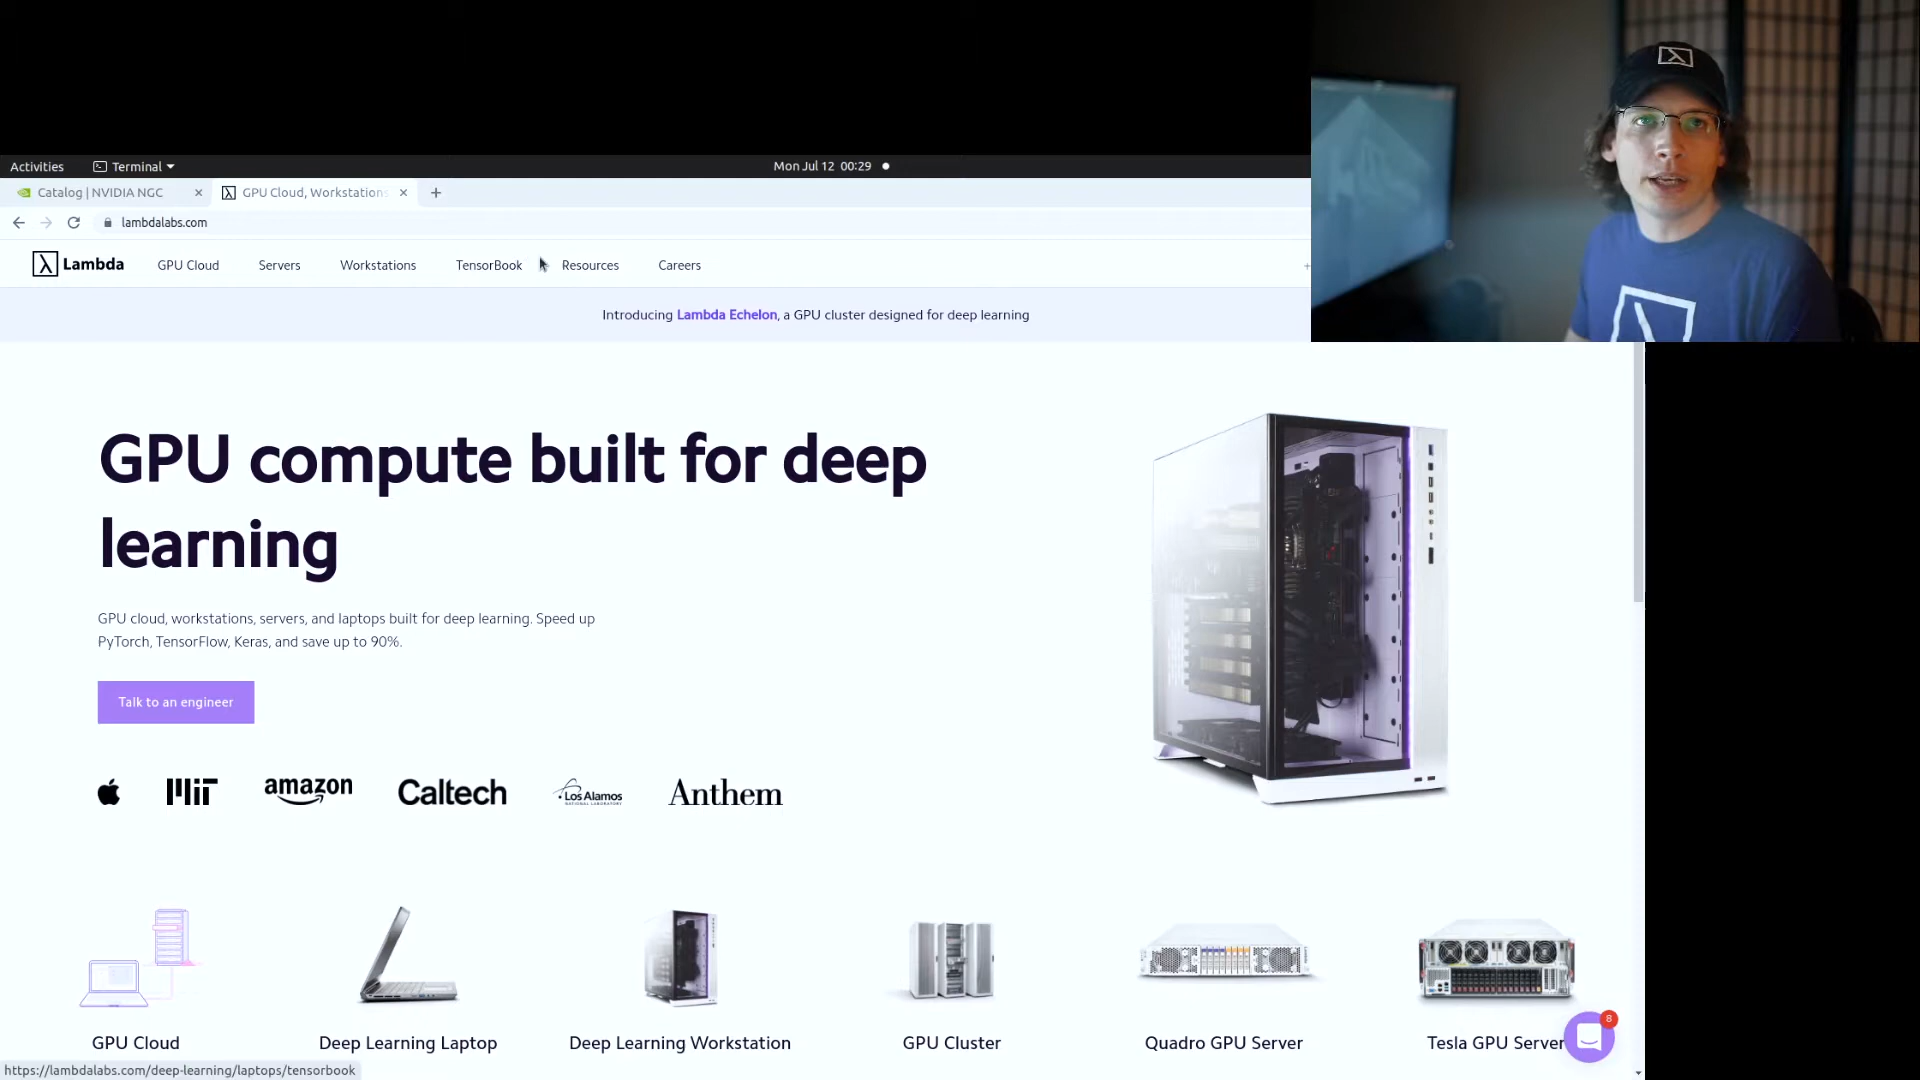 Activities Terminal Mon Jul 12 00:29
Catalog | NVIDIA NGC GPU Cloud, Workstations
lambdalabs.com
Lambda GPU Cloud Servers Workstations TensorBook Resources Careers
Introducing Lambda Echelon, a GPU cluster designed for deep learning
GPU compute built for deep
learning
GPU cloud, workstations, servers, and laptops built for deep learning. Speed up
PyTorch, TensorFlow, Keras, and save up to 90%.
Talk to an engineer
MIT amazon Caltech Los Alamos Anthem
NATIONAL LABORATORY
8
GPU Cloud Deep Learning Laptop Deep Learning Workstation GPU Cluster Quadro GPU Server Tesla GPU Server
https://lambdalabs.com/deep-learning/laptops/tensorbook